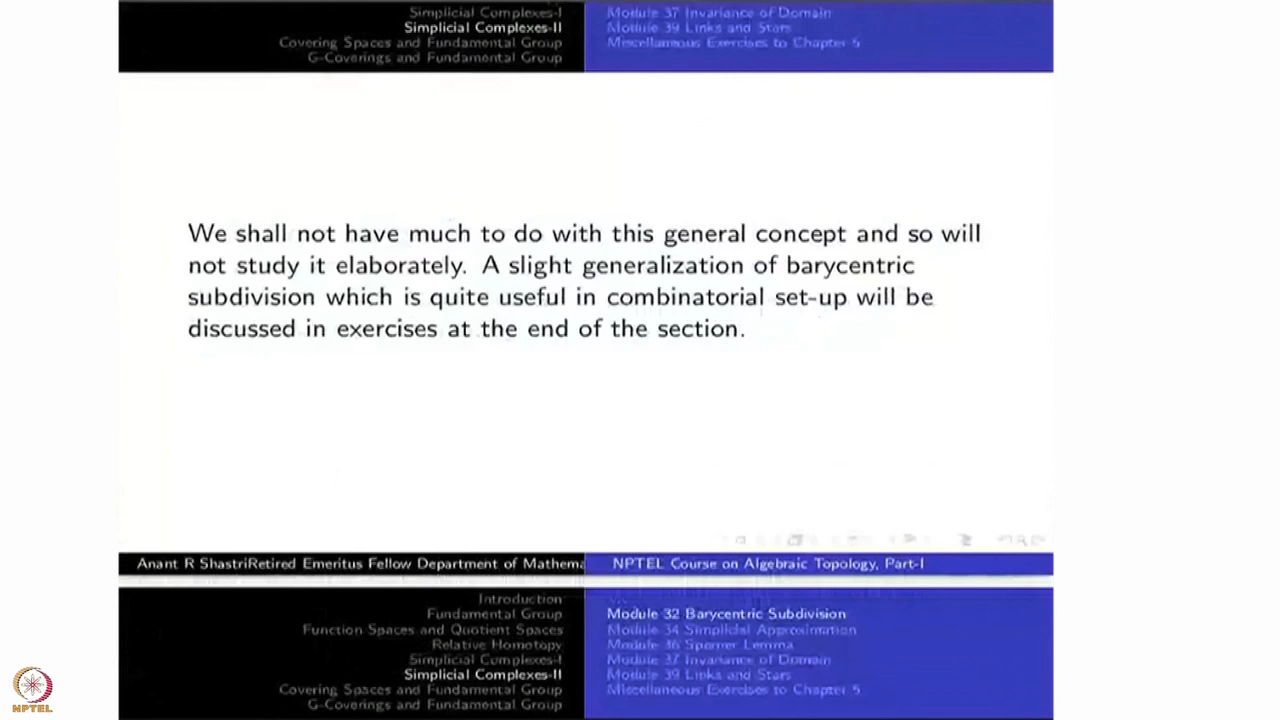 Simplicial Complexes-I
Simplicial Complexes-II
Covering Spaces and Fundamental Group
G-Coverings and Fundamental Group
Module 37 Invariance of Domain
Module 39 Links and Stars
Miscellaneous Exercises to Chapter 5
We shall not have much to do with this general concept and so will
not study it elaborately. A slight generalization of barycentric
subdivision which is quite useful in combinatorial set-up will be
discussed in exercises at the end of the section.
Anant R ShastriRetired Emeritus Fellow Department of Mathema
NPTEL Course on Algebraic Topology, Part-I
Introduction
Fundamental Group
Function Spaces and Quotient Spaces
Relative Homotopy
Simplicial Complexes-I
Simplicial Complexes-II
Covering Spaces and Fundamental Group
G-Coverings and Fundamental Group
Module 32 Barycentric Subdivision
Module 34 Simplicial Approximation
Module 36 Sperner Lemma
Module 37 Invariance of Domain
Module 39 Links and Stars
Miscellaneous Exercises to Chapter 5
NPTEL